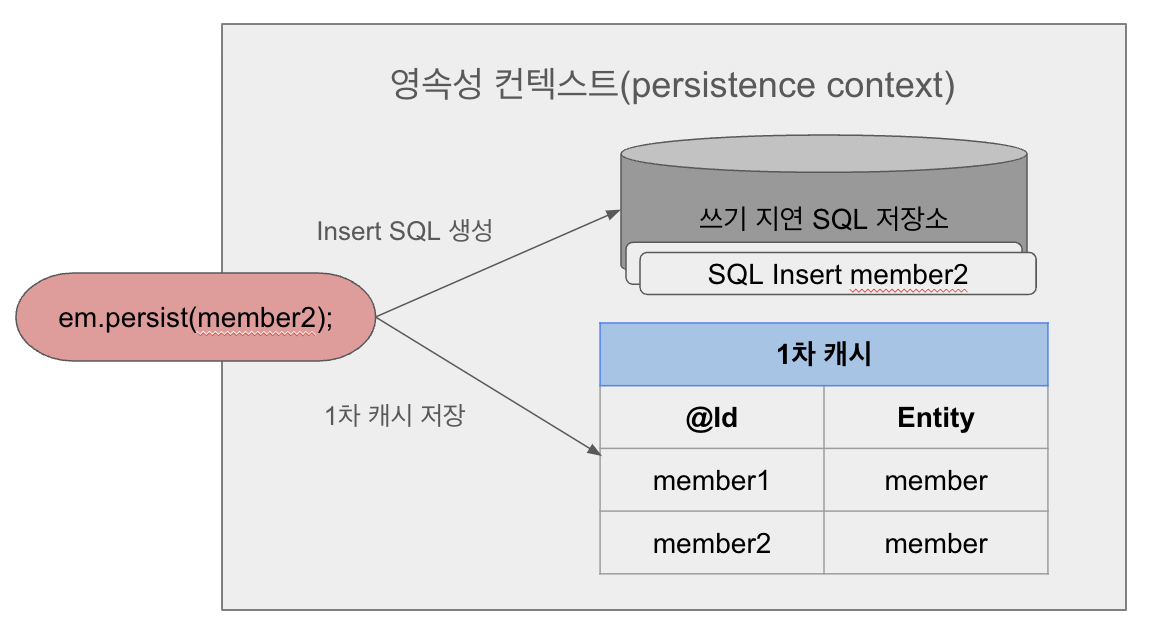 영속성 컨텍스트(persistence context)
쓰기 지연 SQL 저장소
Insert SQL 생성
SQL Insert member2
em.persist(member2);
1차 캐시
1차 캐시 저장
@Id Entity
member1 member
member2 member